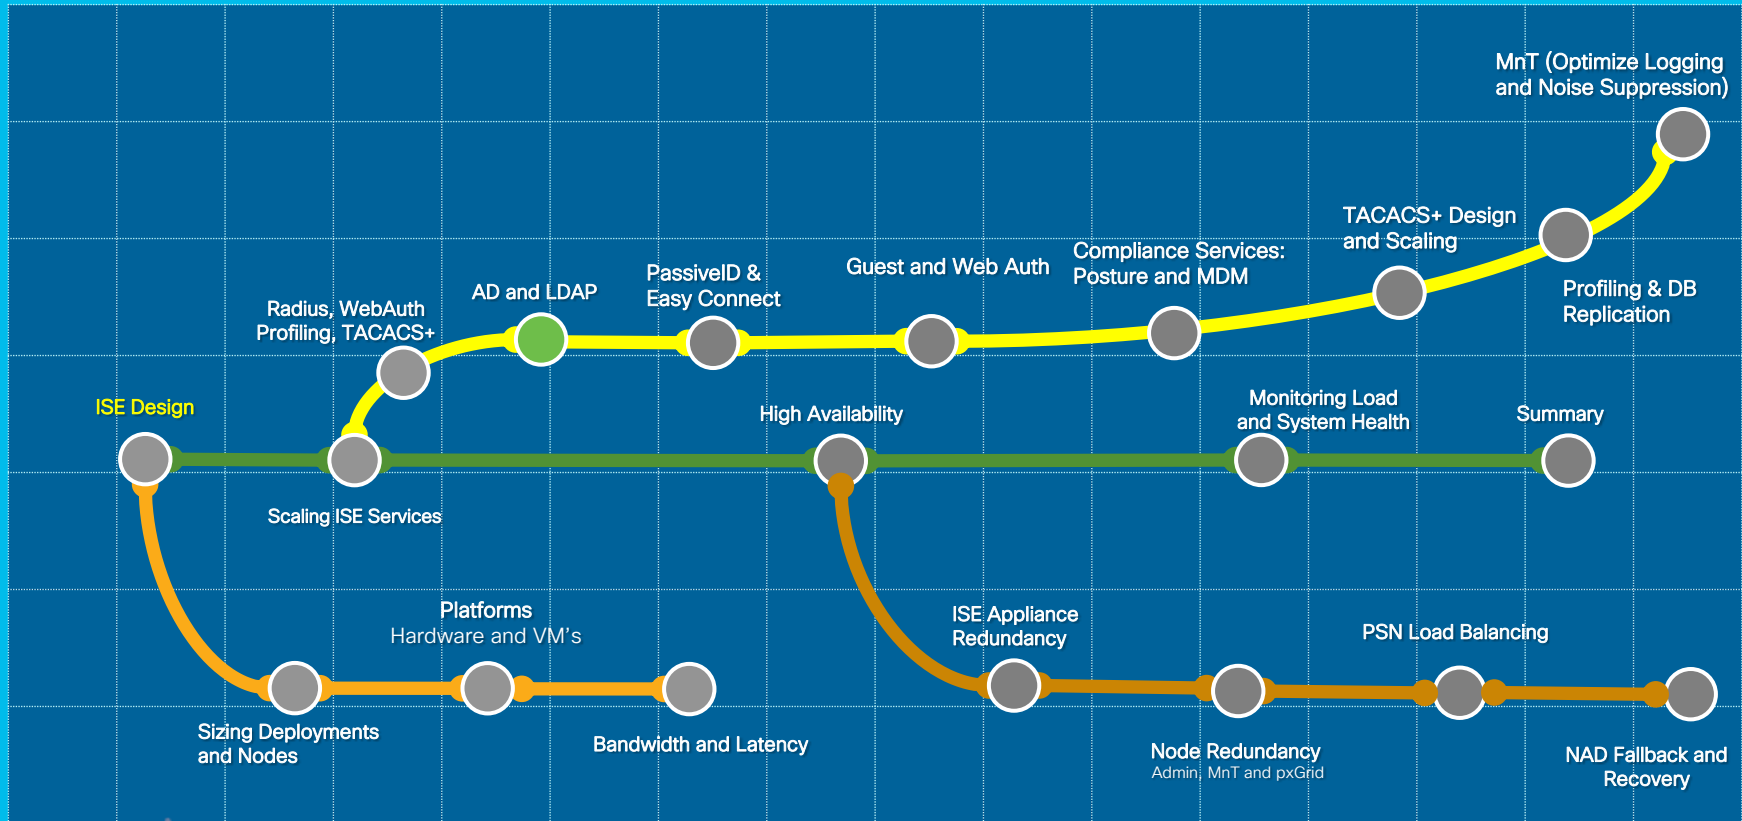 MnT (Optimize Logging
and Noise Suppression)
TACACS+ Design
and Scaling
Compliance Services:
Posture and MDM
Guest and Web Auth
PassiveID &
Easy Connect
AD and LDAP
Radius, WebAuth
Profiling, TACACS+
Profiling & DB
Replication
ISE Design
High Availability
Monitoring Load
and System Health
Summary
Scaling ISE Services
Platforms
Hardware and VM's
ISE Appliance
Redundancy
PSN Load Balancing
Sizing Deployments
and Nodes
Bandwidth and Latency
Node Redundancy
Admin, MnT and pxGrid
NAD Fallback and
Recovery